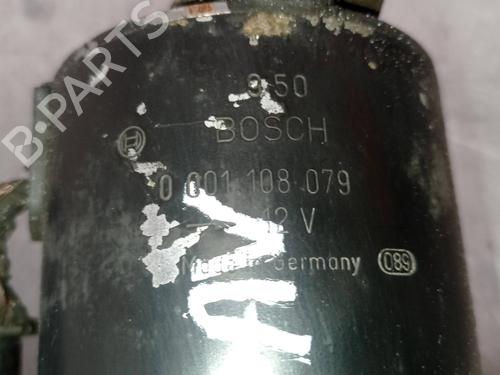 B-PARTS
BOSCH
0 001 108 079
12 V
Made in Germany 089